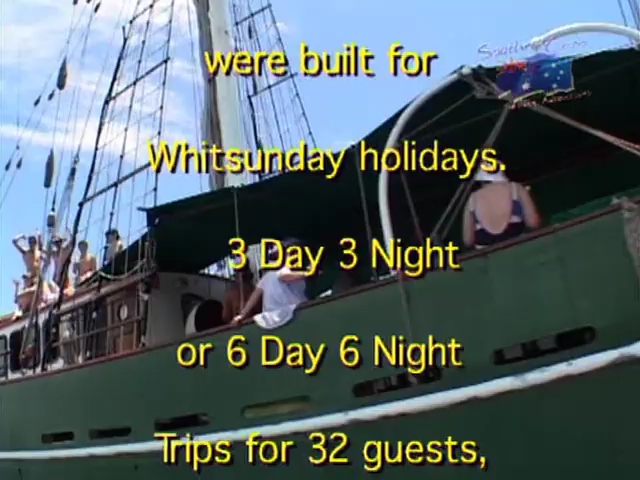 were built for
Whitsunday holidays.
3 Day 3 Night
or 6 Day 6 Night
Trips for 32 guests,